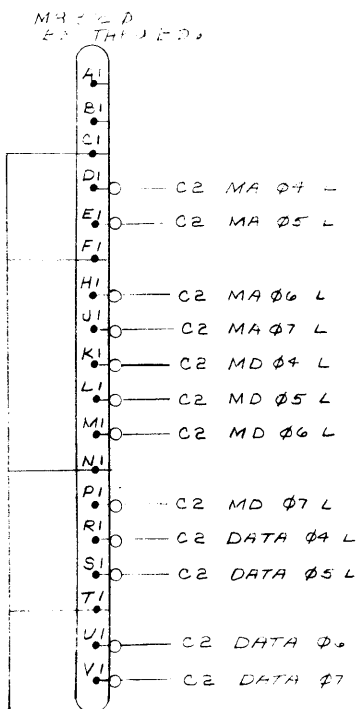 A1
B1
C1
D1 C2 MA Ø4 L
E1 C2 MA Ø5 L
F1
H1 C2 MA Ø6 L
J1 C2 MA Ø7 L
K1 C2 MD Ø4 L
L1 C2 MD Ø5 L
M1 C2 MD Ø6 L
N1
P1 C2 MD Ø7 L
R1 C2 DATA Ø4 L
S1 C2 DATA Ø5 L
T1
U1 C2 DATA Ø6
V1 C2 DATA Ø7